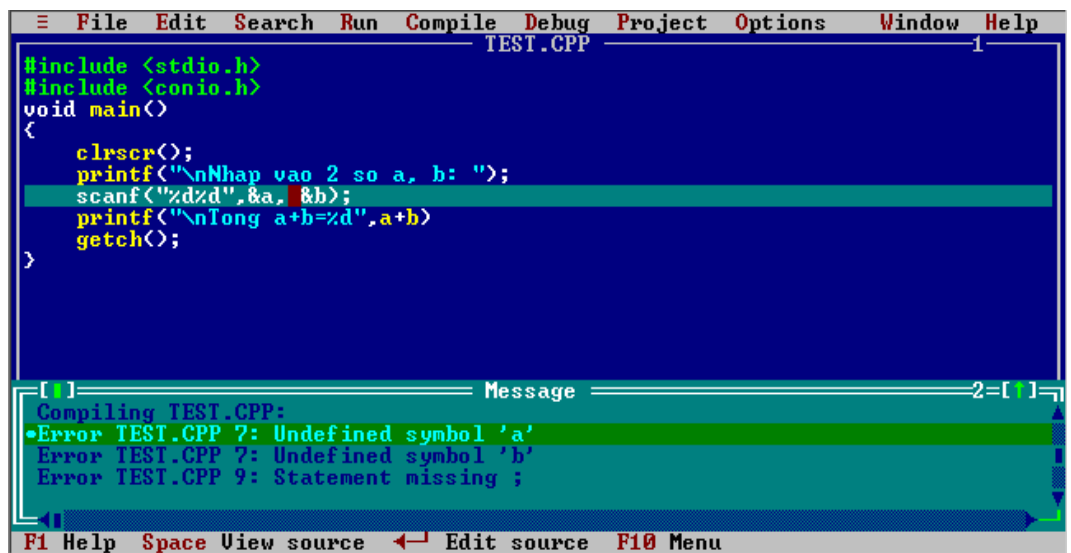 ≡ File Edit Search Run Compile Debug Project Options Window Help
TEST.CPP 1
#include <stdio.h>
#include <conio.h>
void main()
{
clrscr();
printf("\nNhap vao 2 so a, b: ");
scanf("%d%d",&a, &b);
printf("\nTong a+b=%d",a+b)
getch();
}
[▮] Message 2=[↑]
Compiling TEST.CPP:
•Error TEST.CPP 7: Undefined symbol 'a'
Error TEST.CPP 7: Undefined symbol 'b'
Error TEST.CPP 9: Statement missing ;
F1 Help Space View source ◄─┘ Edit source F10 Menu